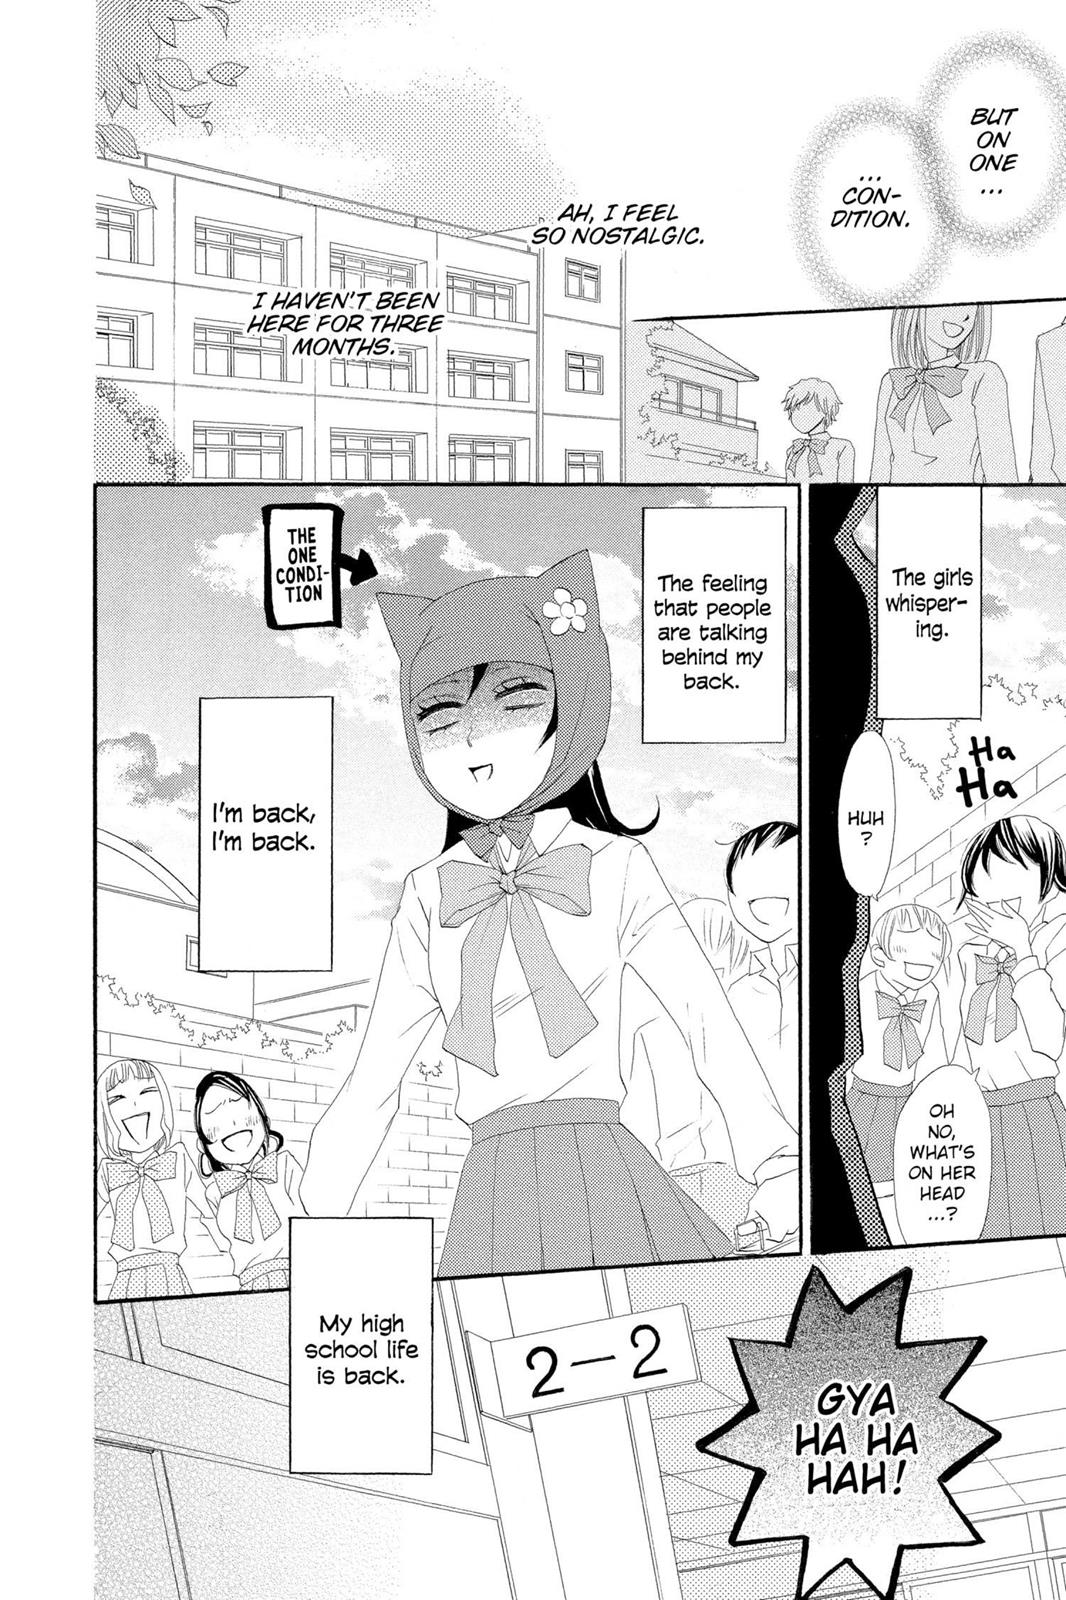 BUT
ON
ONE
...
...
CON-
DITION.
AH, I FEEL
SO NOSTALGIC.
I HAVEN'T BEEN
HERE FOR THREE
MONTHS.
The girls
whisper-
ing.
Ha
Ha
HUH
?
OH
NO,
WHAT'S
ON HER
HEAD
...?
The feeling
that people
are talking
behind my
back.
THE
ONE
CONDI-
TION
I'm back,
I'm back.
My high
school life
is back.
2-2
GYA
HA HA
HAH!